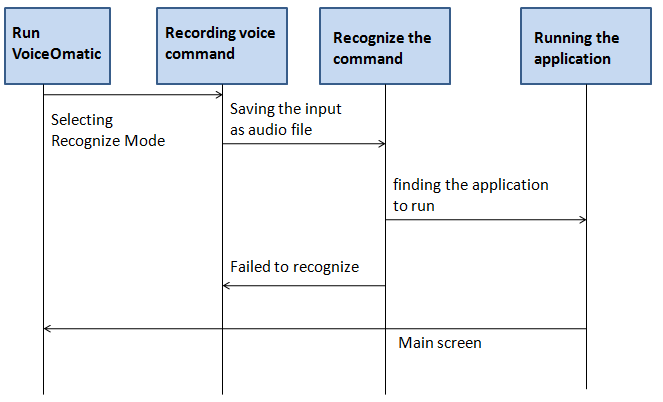 Run
VoiceOmatic
Recording voice
command
Recognize the
command
Running the
application
Selecting
Recognize Mode
Saving the input
as audio file
finding the application
to run
Failed to recognize
Main screen